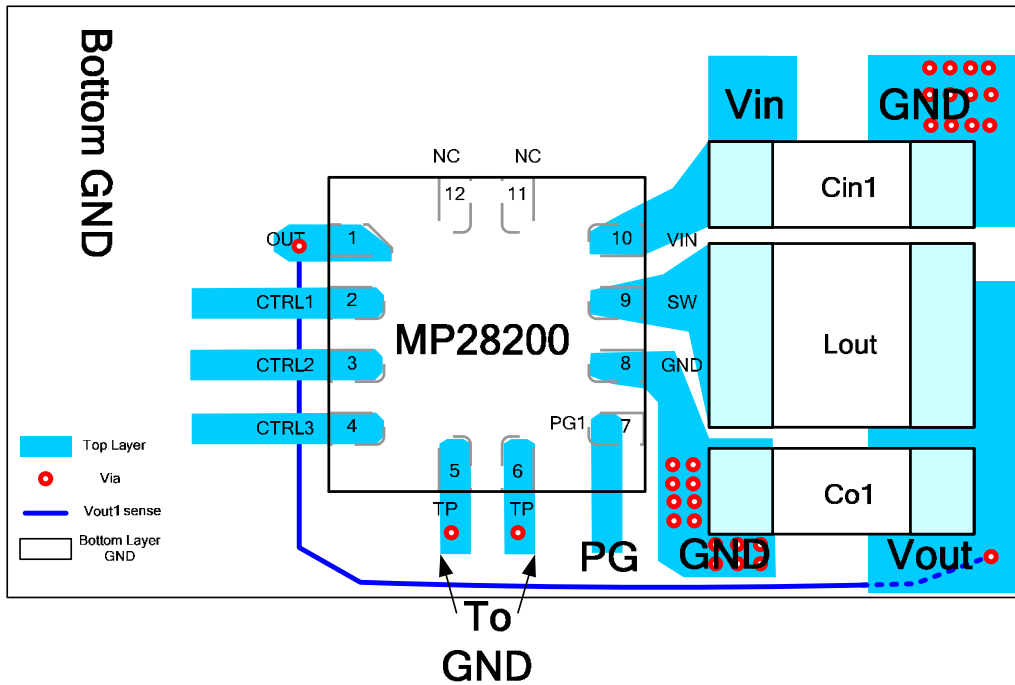 Bottom GND
Vin
GND
NC
NC
12
11
Cin1
OUT
1
10
VIN
CTRL1
2
9
SW
MP28200
Lout
CTRL2
3
8
GND
CTRL3
4
PG1
7
Top Layer
5
6
Via
TP
TP
Co1
Vout1 sense
Bottom Layer
GND
PG
GND
Vout
To
GND